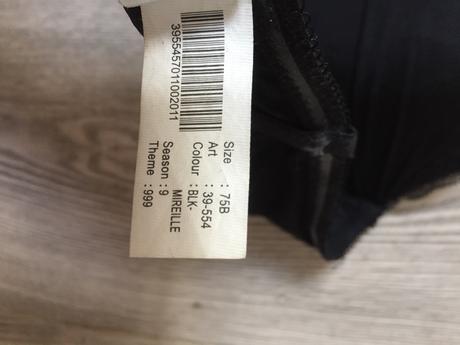 Size : 75B
Art : 39-554
Colour : BLK-
MIREILLE
Season : 9
Theme : 999
3955457011002011